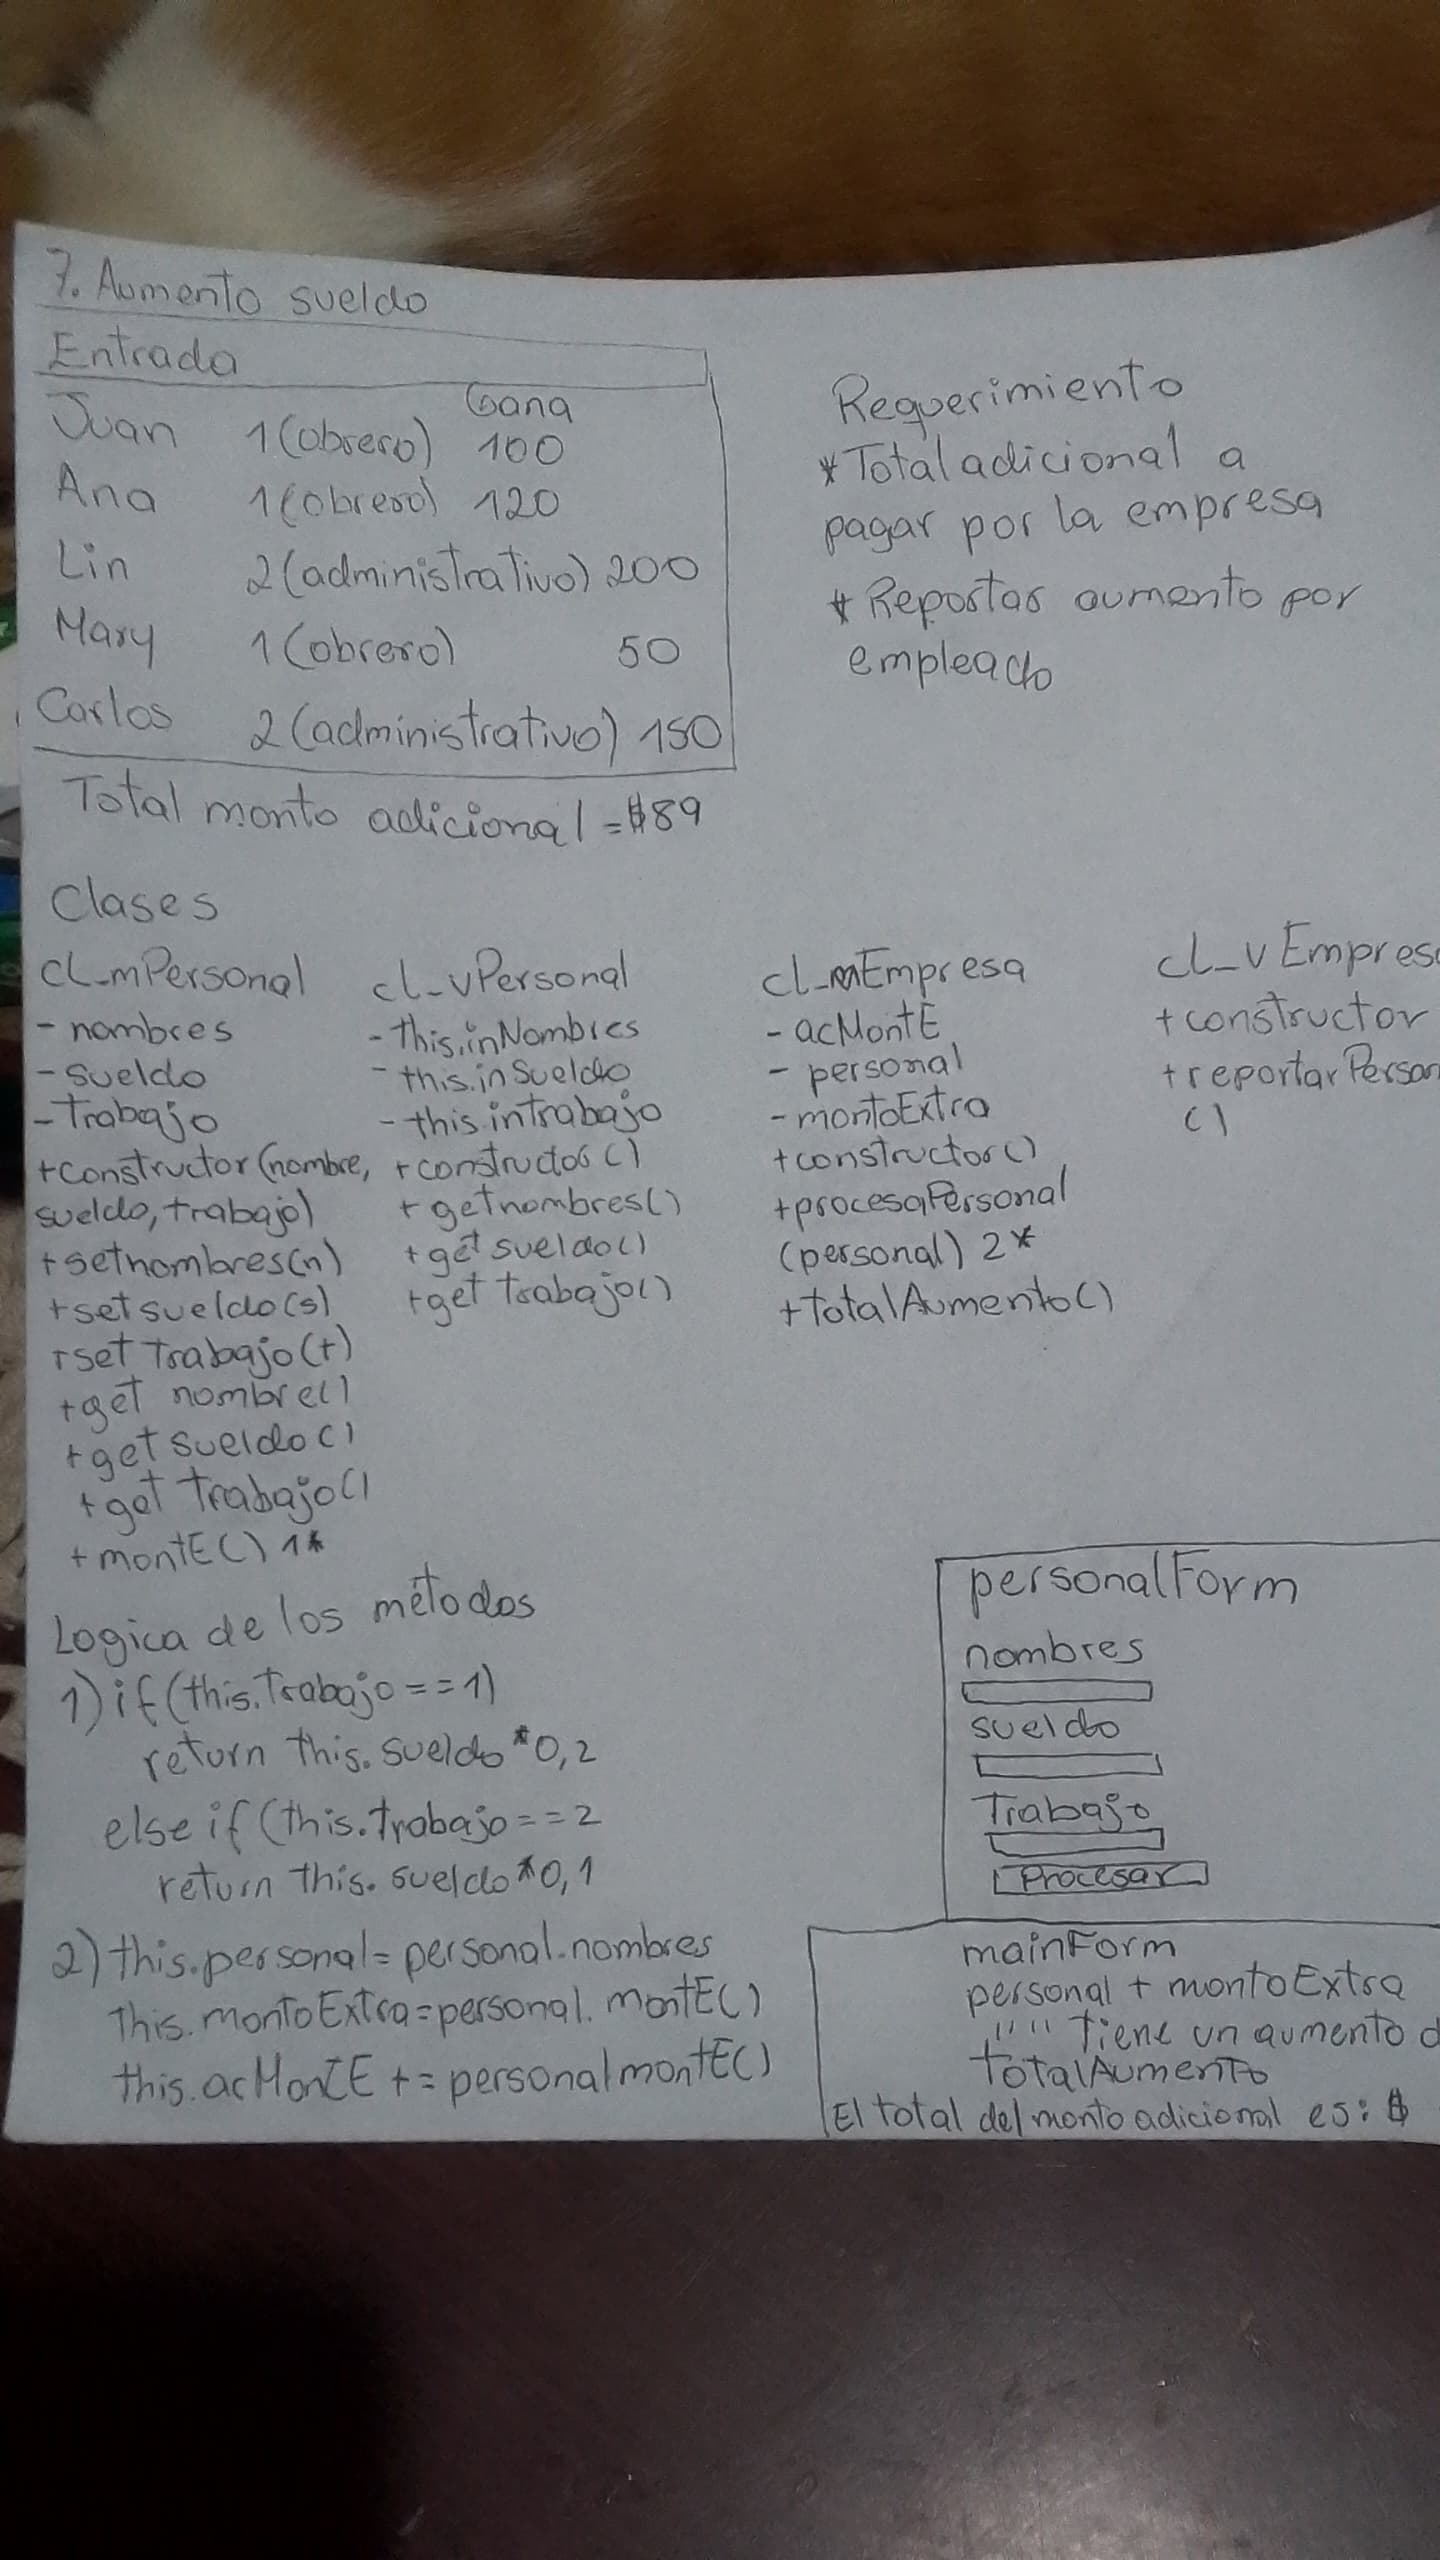 7. Aumento sueldo
Entrada
Gana
Juan 1(obrero) 100
Ana 1(obrero) 120
Lin 2(administrativo) 200
Mary 1(obrero) 50
Carlos 2(administrativo) 150
Total monto adicional = $89
Requerimiento
* Total adicional a
pagar por la empresa
* Reportar aumento por
empleado
Clases
cl_mPersonal
- nombres
- sueldo
- Trabajo
+constructor(nombre,
sueldo, trabajo)
+setnombres(n)
+setsueldo(s)
+set Trabajo(t)
+get nombre()
+get sueldo()
+get Trabajo()
+montE() 1*
cl_vPersonal
- this.inNombres
- this.inSueldo
- this.intrabajo
+constructor()
+getnombres()
+get sueldo()
+get Trabajo()
cl_mEmpresa
- acMontE
- personal
- montoExtra
+constructor()
+procesaPersonal
(personal) 2*
+TotalAumento()
cl_vEmpresa
+constructor
+reportarPerson
()
Logica de los métodos
1) if(this.Trabajo==1)
return this.sueldo*0,2
else if(this.trabajo==2
return this.sueldo*0,1
2) this.personal=personal.nombres
this.montoExtra=personal.montE()
this.acMontE += personalmontE()
personalForm
nombres
sueldo
Trabajo
Procesar
mainForm
personal + montoExtra
"" "" Tiene un aumento d
TotalAumento
El total del monto adicional es: $